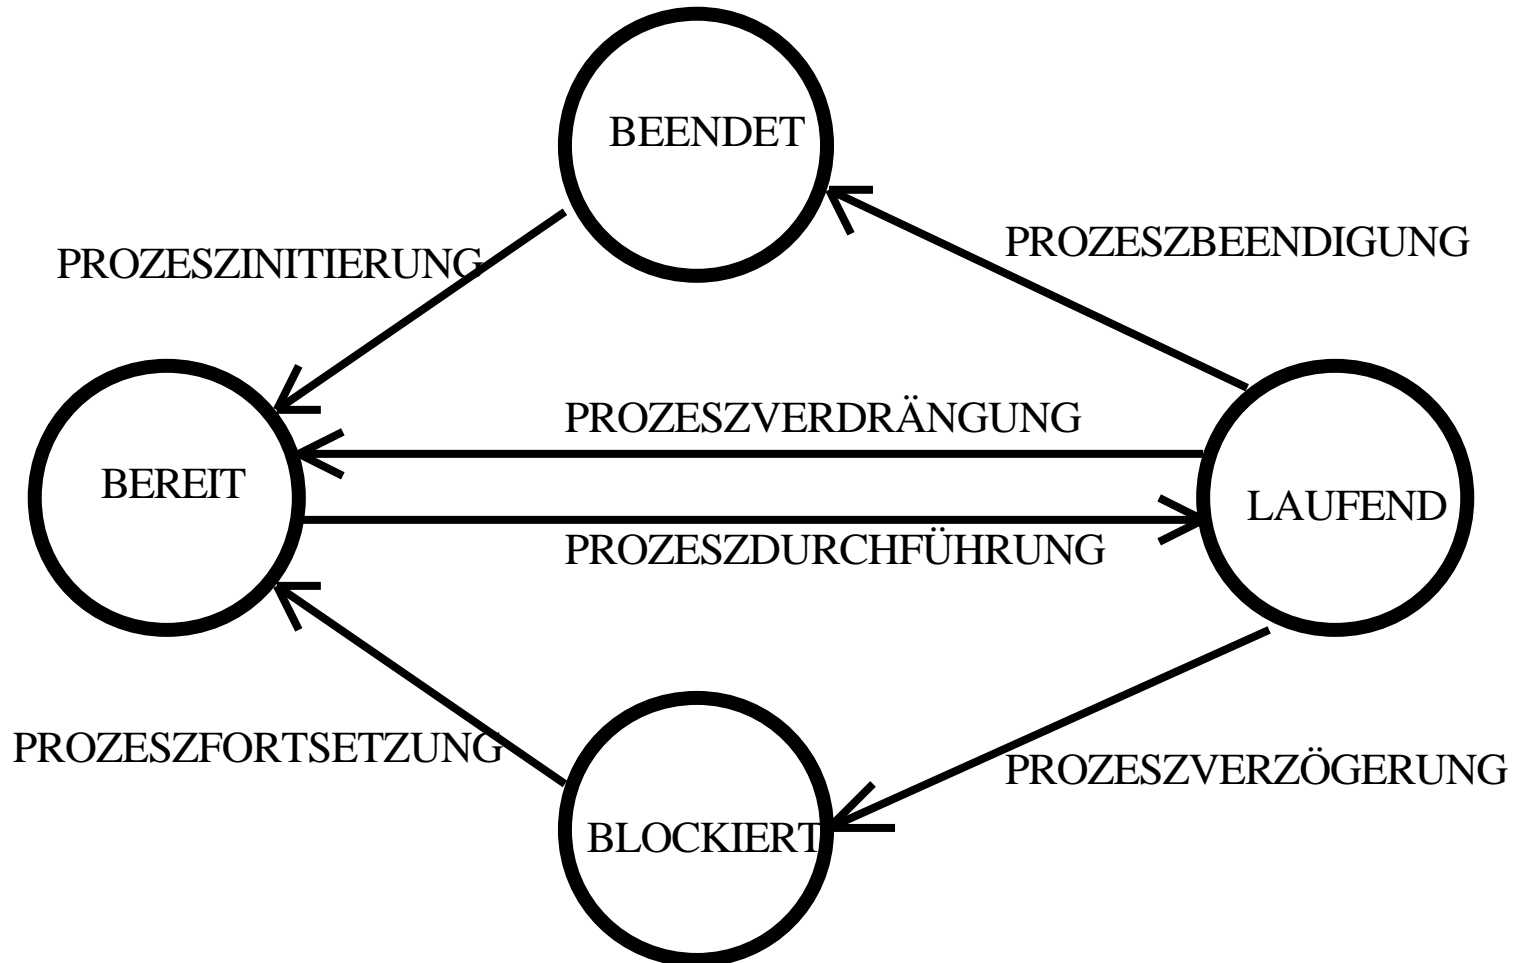 BEENDET
PROZESZBEENDIGUNG
PROZESZINITIERUNG
PROZESZVERDRÄNGUNG
BEREIT
LAUFEND
PROZESZDURCHFÜHRUNG
PROZESZFORTSETZUNG
PROZESZVERZÖGERUNG
BLOCKIERT